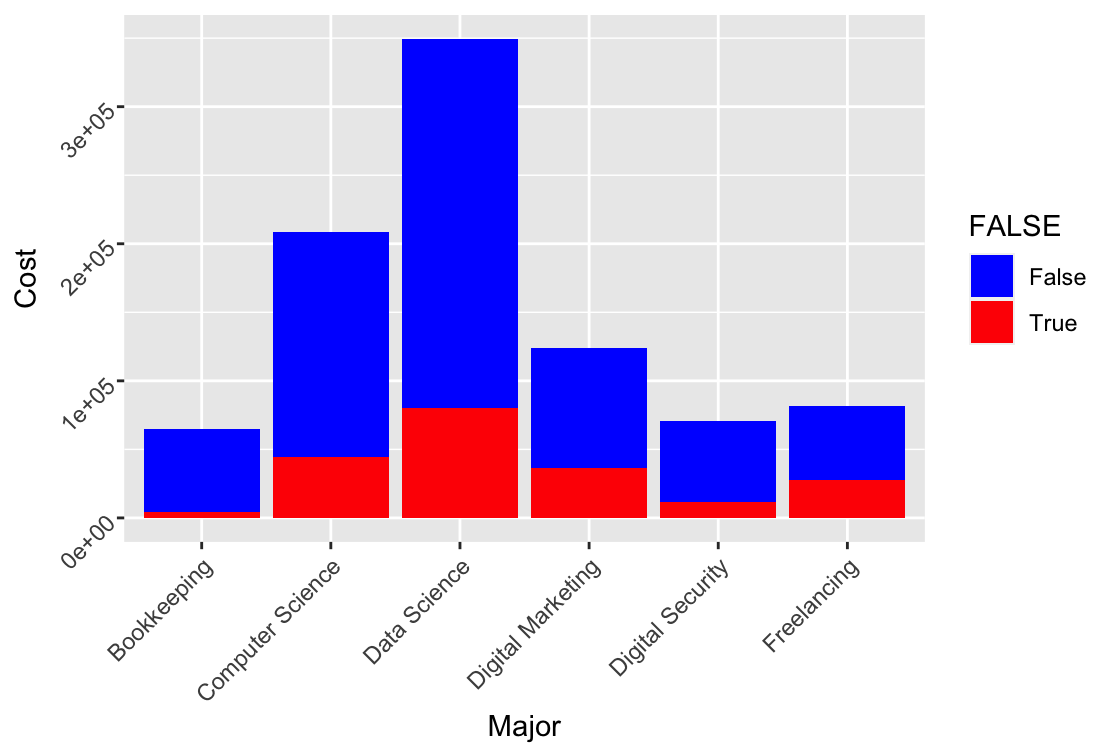 Cost
3e+05
2e+05
1e+05
0e+00
Bookkeeping
Computer Science
Data Science
Digital Marketing
Digital Security
Freelancing
Major
FALSE
False
True